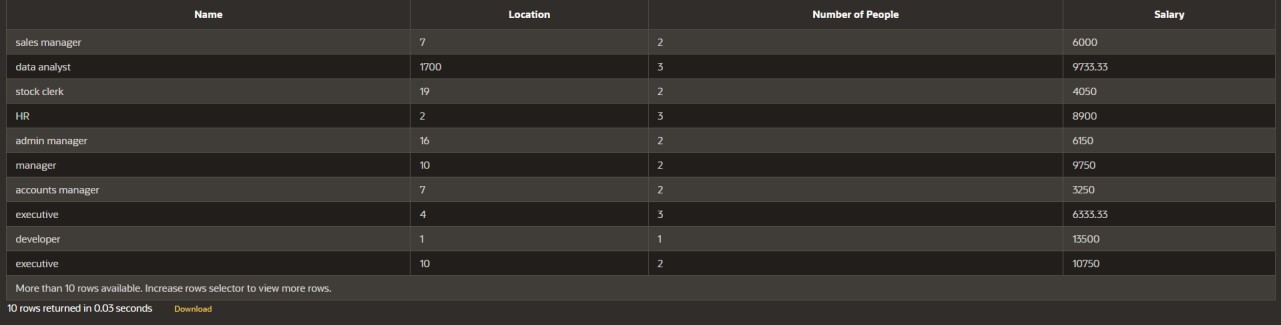 Name Location Number of People Salary
sales manager 7 2 6000
data analyst 1700 3 9733.33
stock clerk 19 2 4050
HR 2 3 8900
admin manager 16 2 6150
manager 10 2 9750
accounts manager 7 2 3250
executive 4 3 6333.33
developer 1 1 13500
executive 10 2 10750
More than 10 rows available. Increase rows selector to view more rows.
10 rows returned in 0.03 seconds Download